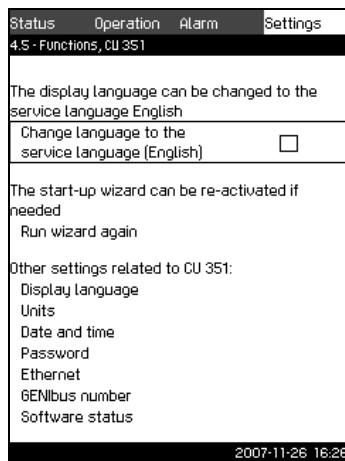 Status Operation Alarm Settings
4.5 - Functions, CU 351
The display language can be changed to the
service language English
Change language to the
service language (English)
The start-up wizard can be re-activated if
needed
Run wizard again
Other settings related to CU 351:
Display language
Units
Date and time
Password
Ethernet
GENIbus number
Software status
2007-11-26 16:26